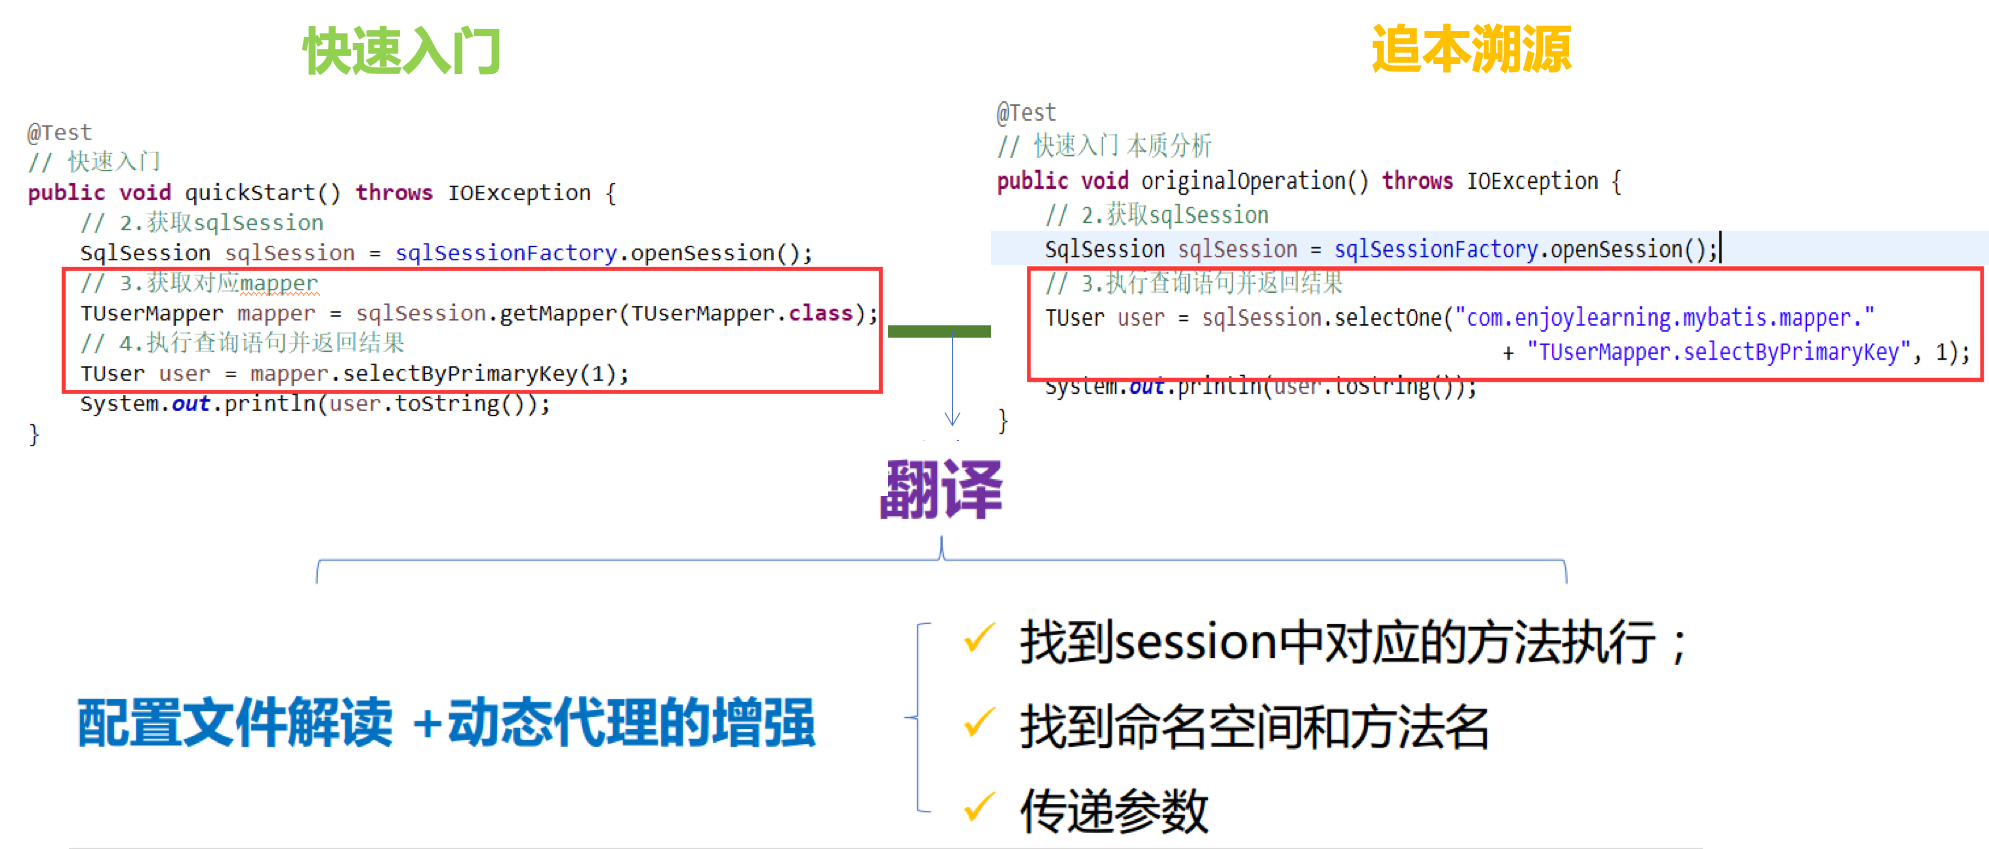 快速入门
@Test
// 快速入门
public void quickStart() throws IOException {
// 2.获取sqlSession
SqlSession sqlSession = sqlSessionFactory.openSession();
// 3.获取对应mapper
TUserMapper mapper = sqlSession.getMapper(TUserMapper.class);
// 4.执行查询语句并返回结果
TUser user = mapper.selectByPrimaryKey(1);
System.out.println(user.toString());
}
追本溯源
@Test
// 快速入门 本质分析
public void originalOperation() throws IOException {
// 2.获取sqlSession
SqlSession sqlSession = sqlSessionFactory.openSession();
// 3.执行查询语句并返回结果
TUser user = sqlSession.selectOne("com.enjoylearning.mybatis.mapper."
+ "TUserMapper.selectByPrimaryKey", 1);
System.out.println(user.toString());
}
翻译
配置文件解读 +动态代理的增强
找到session中对应的方法执行；
找到命名空间和方法名
传递参数